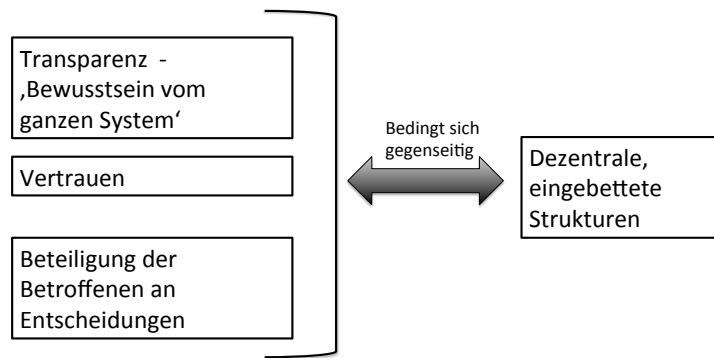 Transparenz  -
‚Bewusstsein vom
ganzen System‘
Vertrauen
Beteiligung der
Betroffenen an
Entscheidungen
Bedingt sich
gegenseitig
Dezentrale,
eingebettete
Strukturen